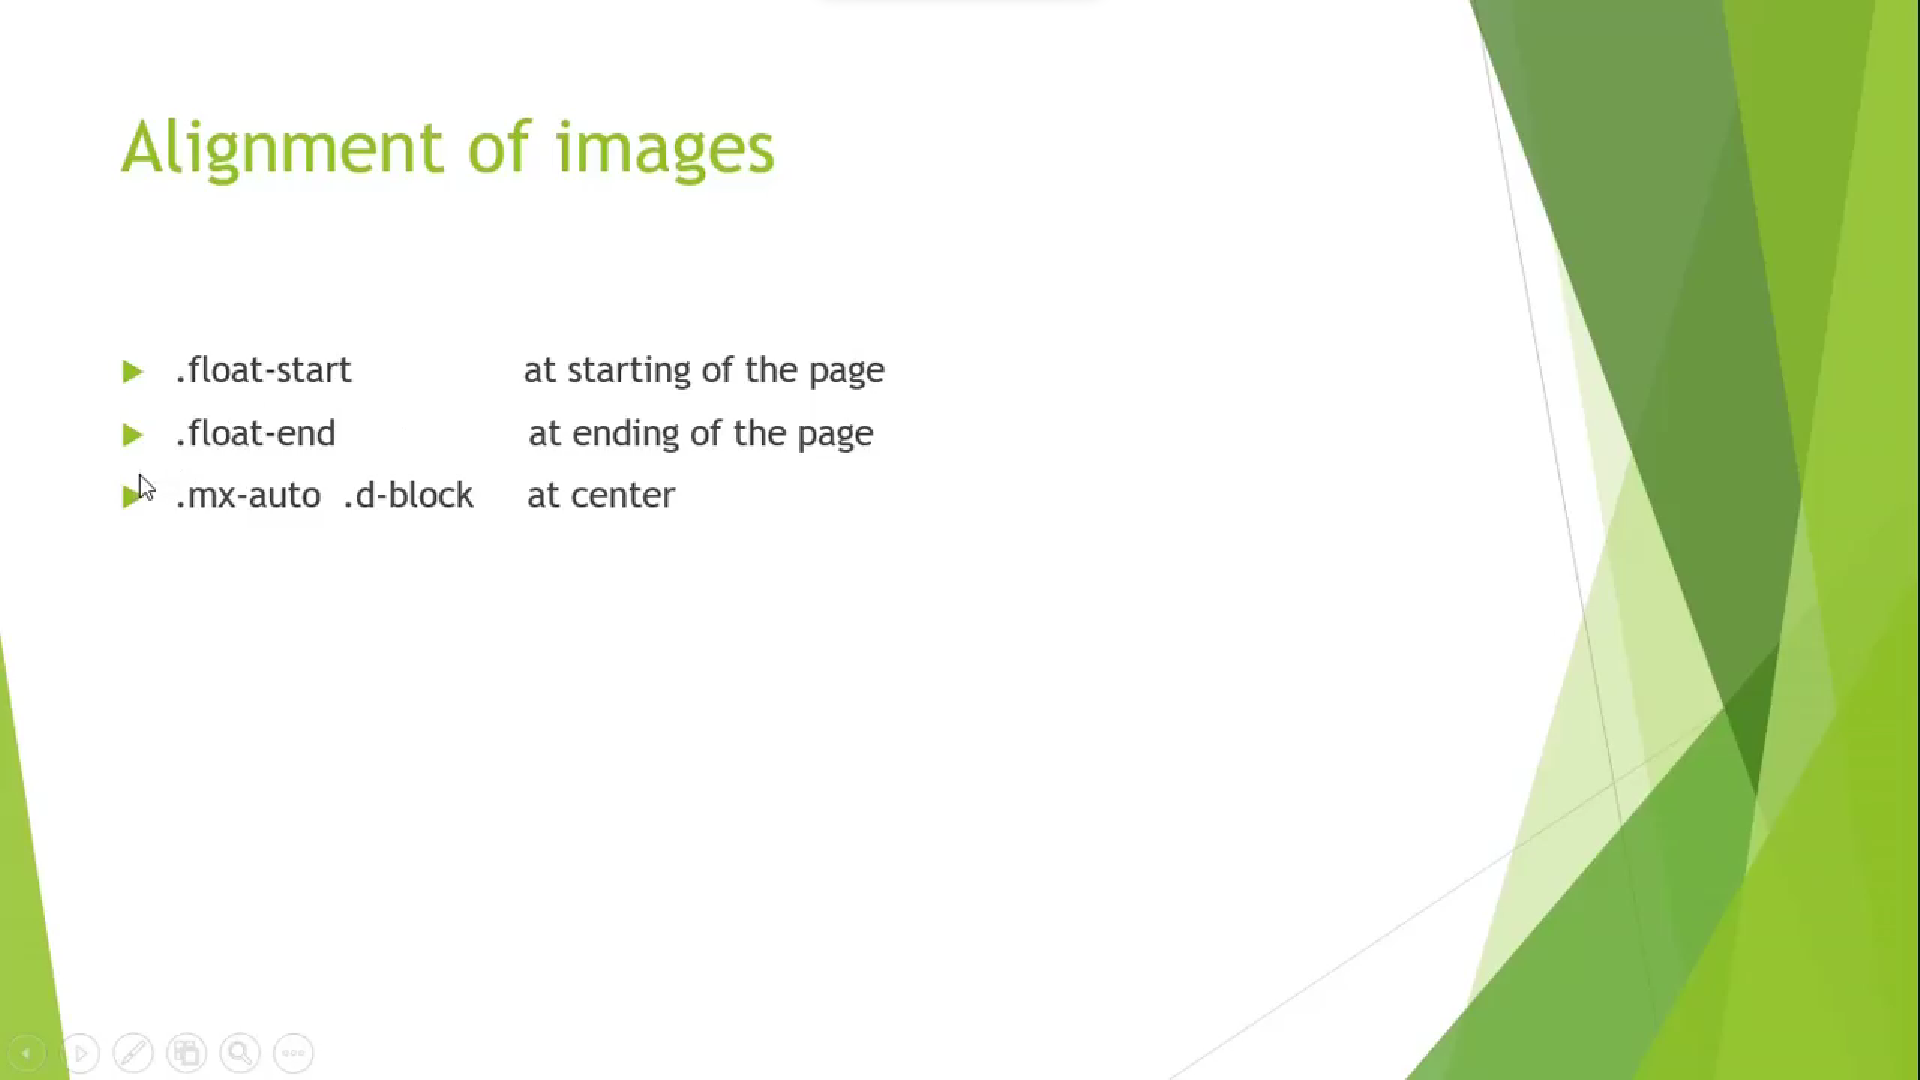 Alignment of images
.float-start at starting of the page
.float-end at ending of the page
.mx-auto .d-block at center